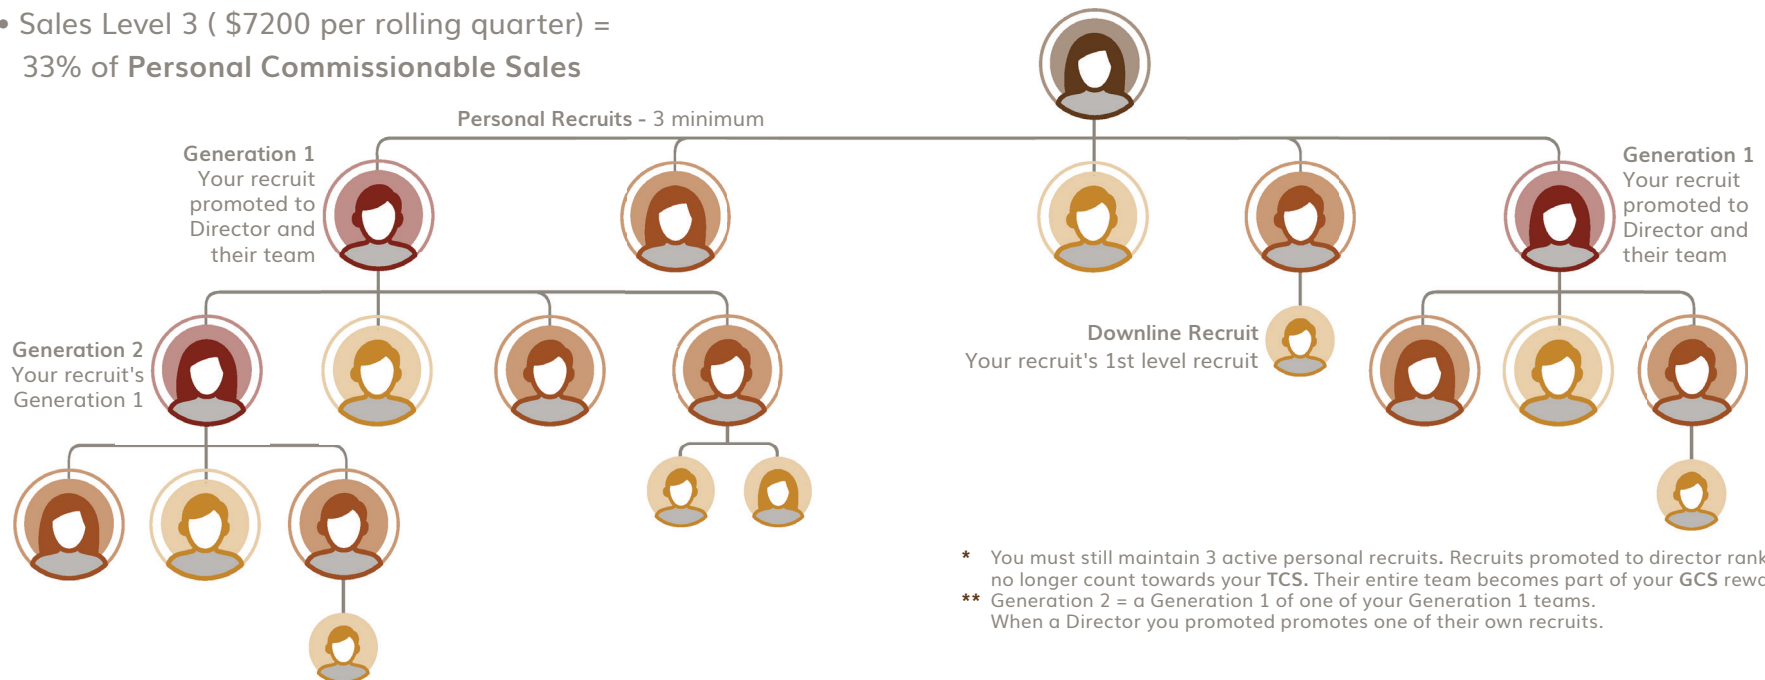 • Sales Level 3 ( $7200 per rolling quarter) =
33% of Personal Commissionable Sales
Personal Recruits - 3 minimum
Generation 1
Your recruit
promoted to
Director and
their team
Generation 1
Your recruit
promoted to
Director and
their team
Generation 2
Your recruit's
Generation 1
Downline Recruit
Your recruit's 1st level recruit
* You must still maintain 3 active personal recruits. Recruits promoted to director rank
no longer count towards your TCS. Their entire team becomes part of your GCS
** Generation 2 = a Generation 1 of one of your Generation 1 teams.
When a Director you promoted promotes one of their own recruits.